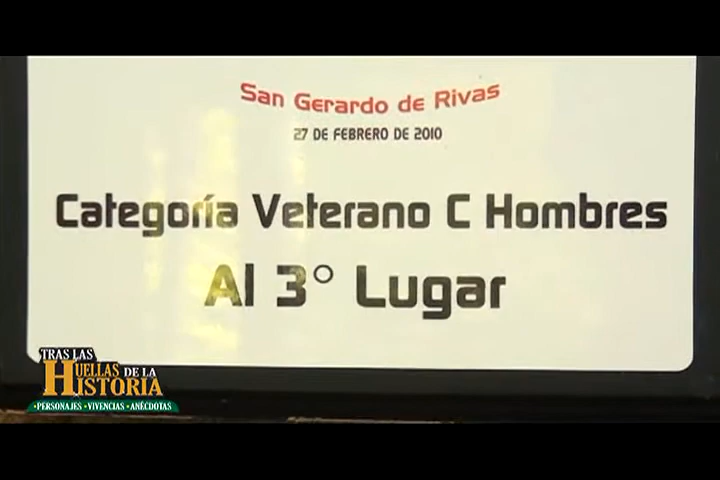 San Gerardo de Rivas
27 DE FEBRERO DE 2010
Categoría Veterano C Hombres
Al 3° Lugar
TRAS LAS
HUELLAS DE LA
HISTORIA
•PERSONAJES •VIVENCIAS •ANÉCDOTAS